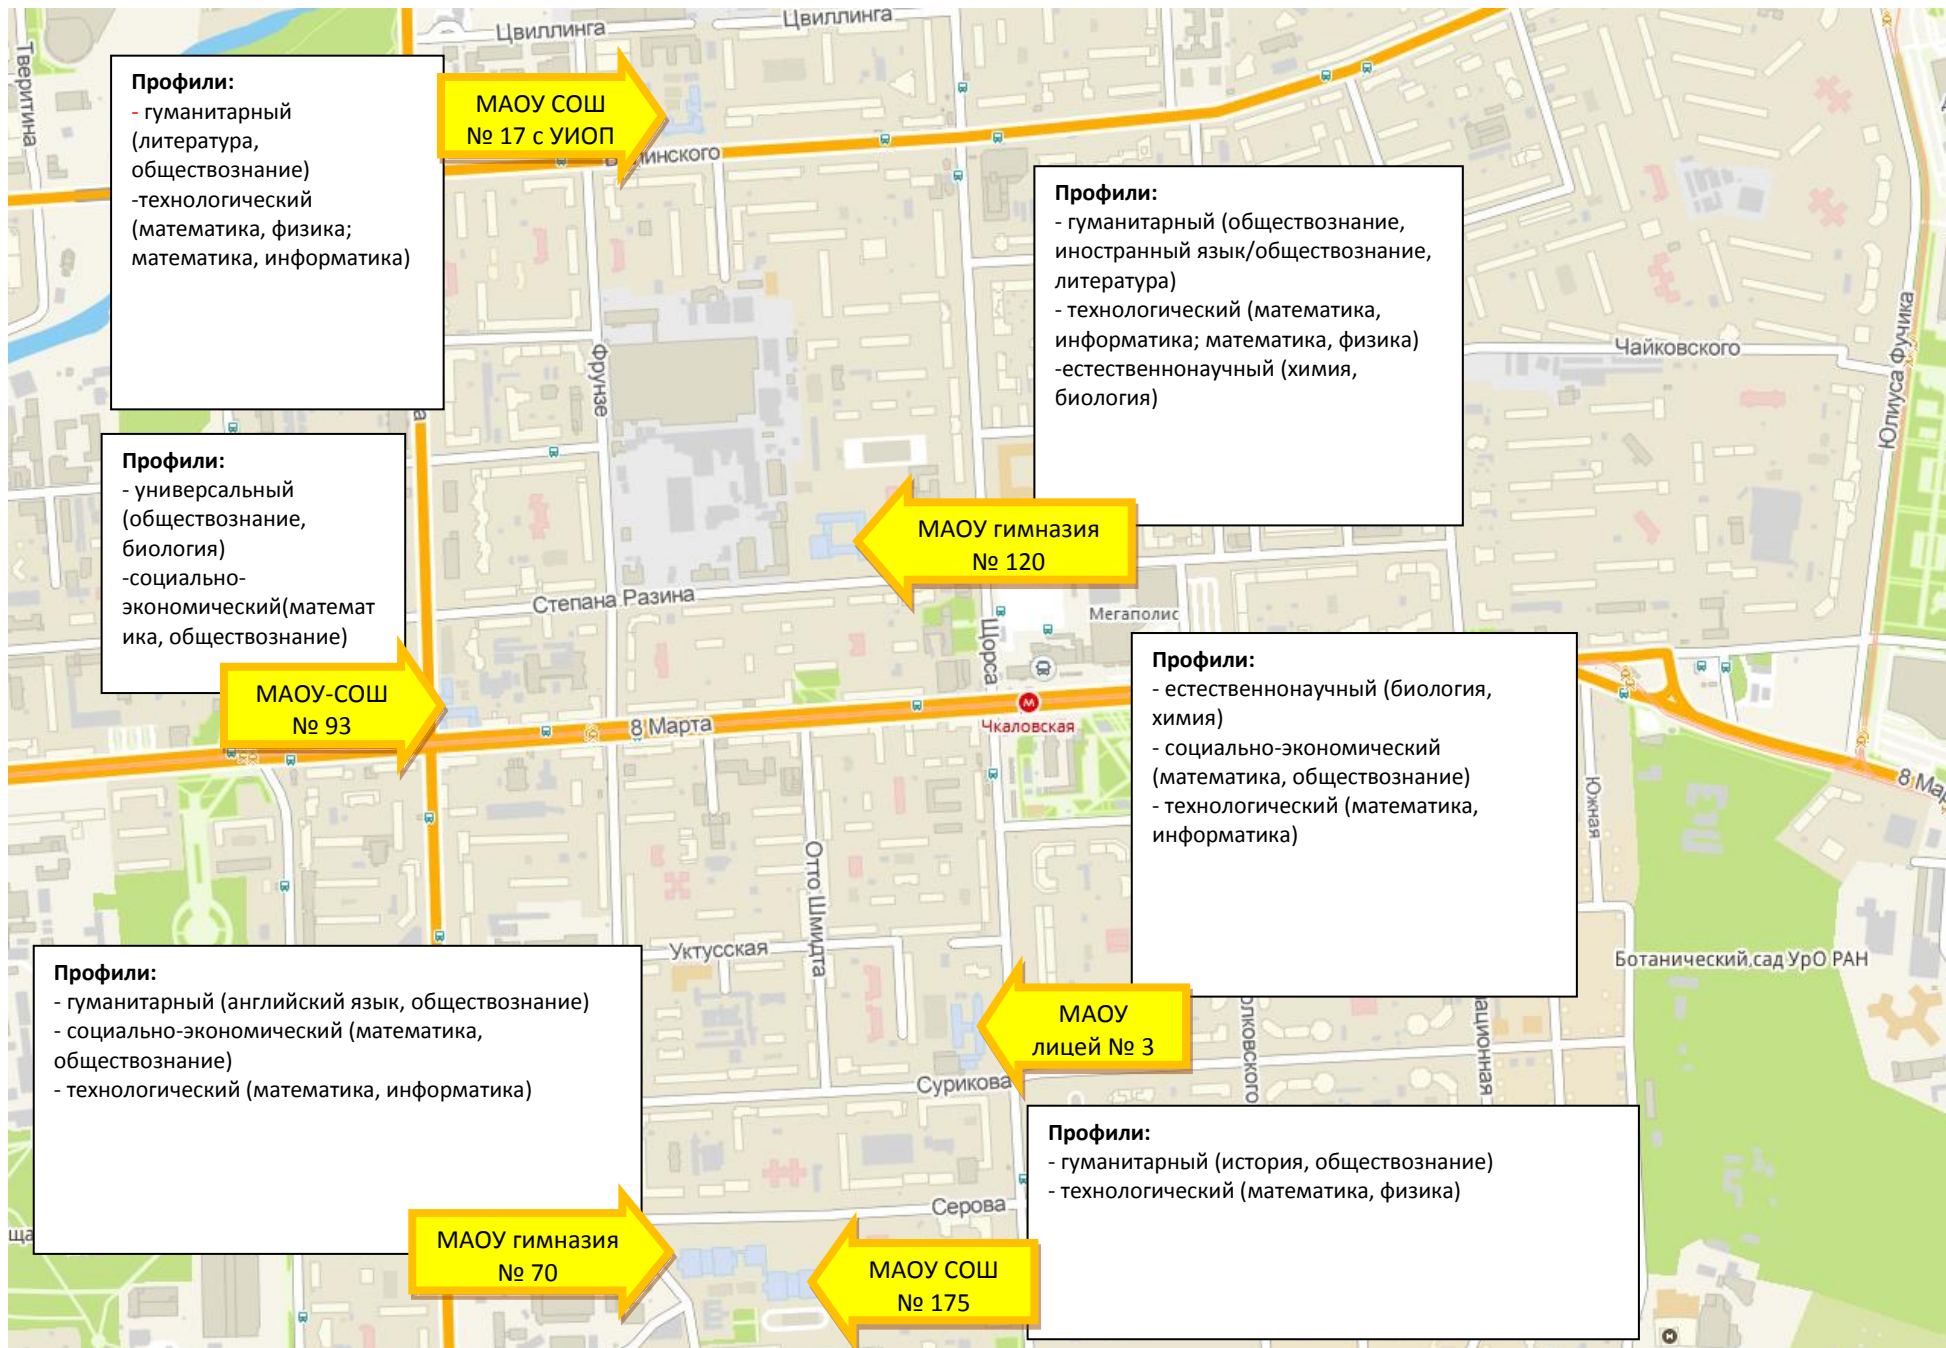 Цвиллинга
Цвиллинга
Тверитина
Профили:
- гуманитарный
(литература,
обществознание)
-технологический
(математика, физика;
математика, информатика)
МАОУ СОШ
№ 17 с УИОП
Профили:
- гуманитарный (обществознание,
иностранный язык/обществознание,
литература)
- технологический (математика,
информатика; математика, физика)
-естественнонаучный (химия,
биология)
Чайковского
Юлиуса Фучика
Фрунзе
Профили:
- универсальный
(обществознание,
биология)
-социально-
экономический(математ
ика, обществознание)
МАОУ-СОШ
№ 93
МАОУ гимназия
№ 120
Степана Разина
Мегаполис
Щорса
Чкаловская
8 Марта
Профили:
- естественнонаучный (биология,
химия)
- социально-экономический
(математика, обществознание)
- технологический (математика,
информатика)
Южная
Отто Шмидта
Уктусская
Ботанический сад УрО РАН
Профили:
- гуманитарный (английский язык, обществознание)
- социально-экономический (математика,
обществознание)
- технологический (математика, информатика)
МАОУ
лицей № 3
Сурикова
Профили:
- гуманитарный (история, обществознание)
- технологический (математика, физика)
Серова
МАОУ гимназия
№ 70
МАОУ СОШ
№ 175